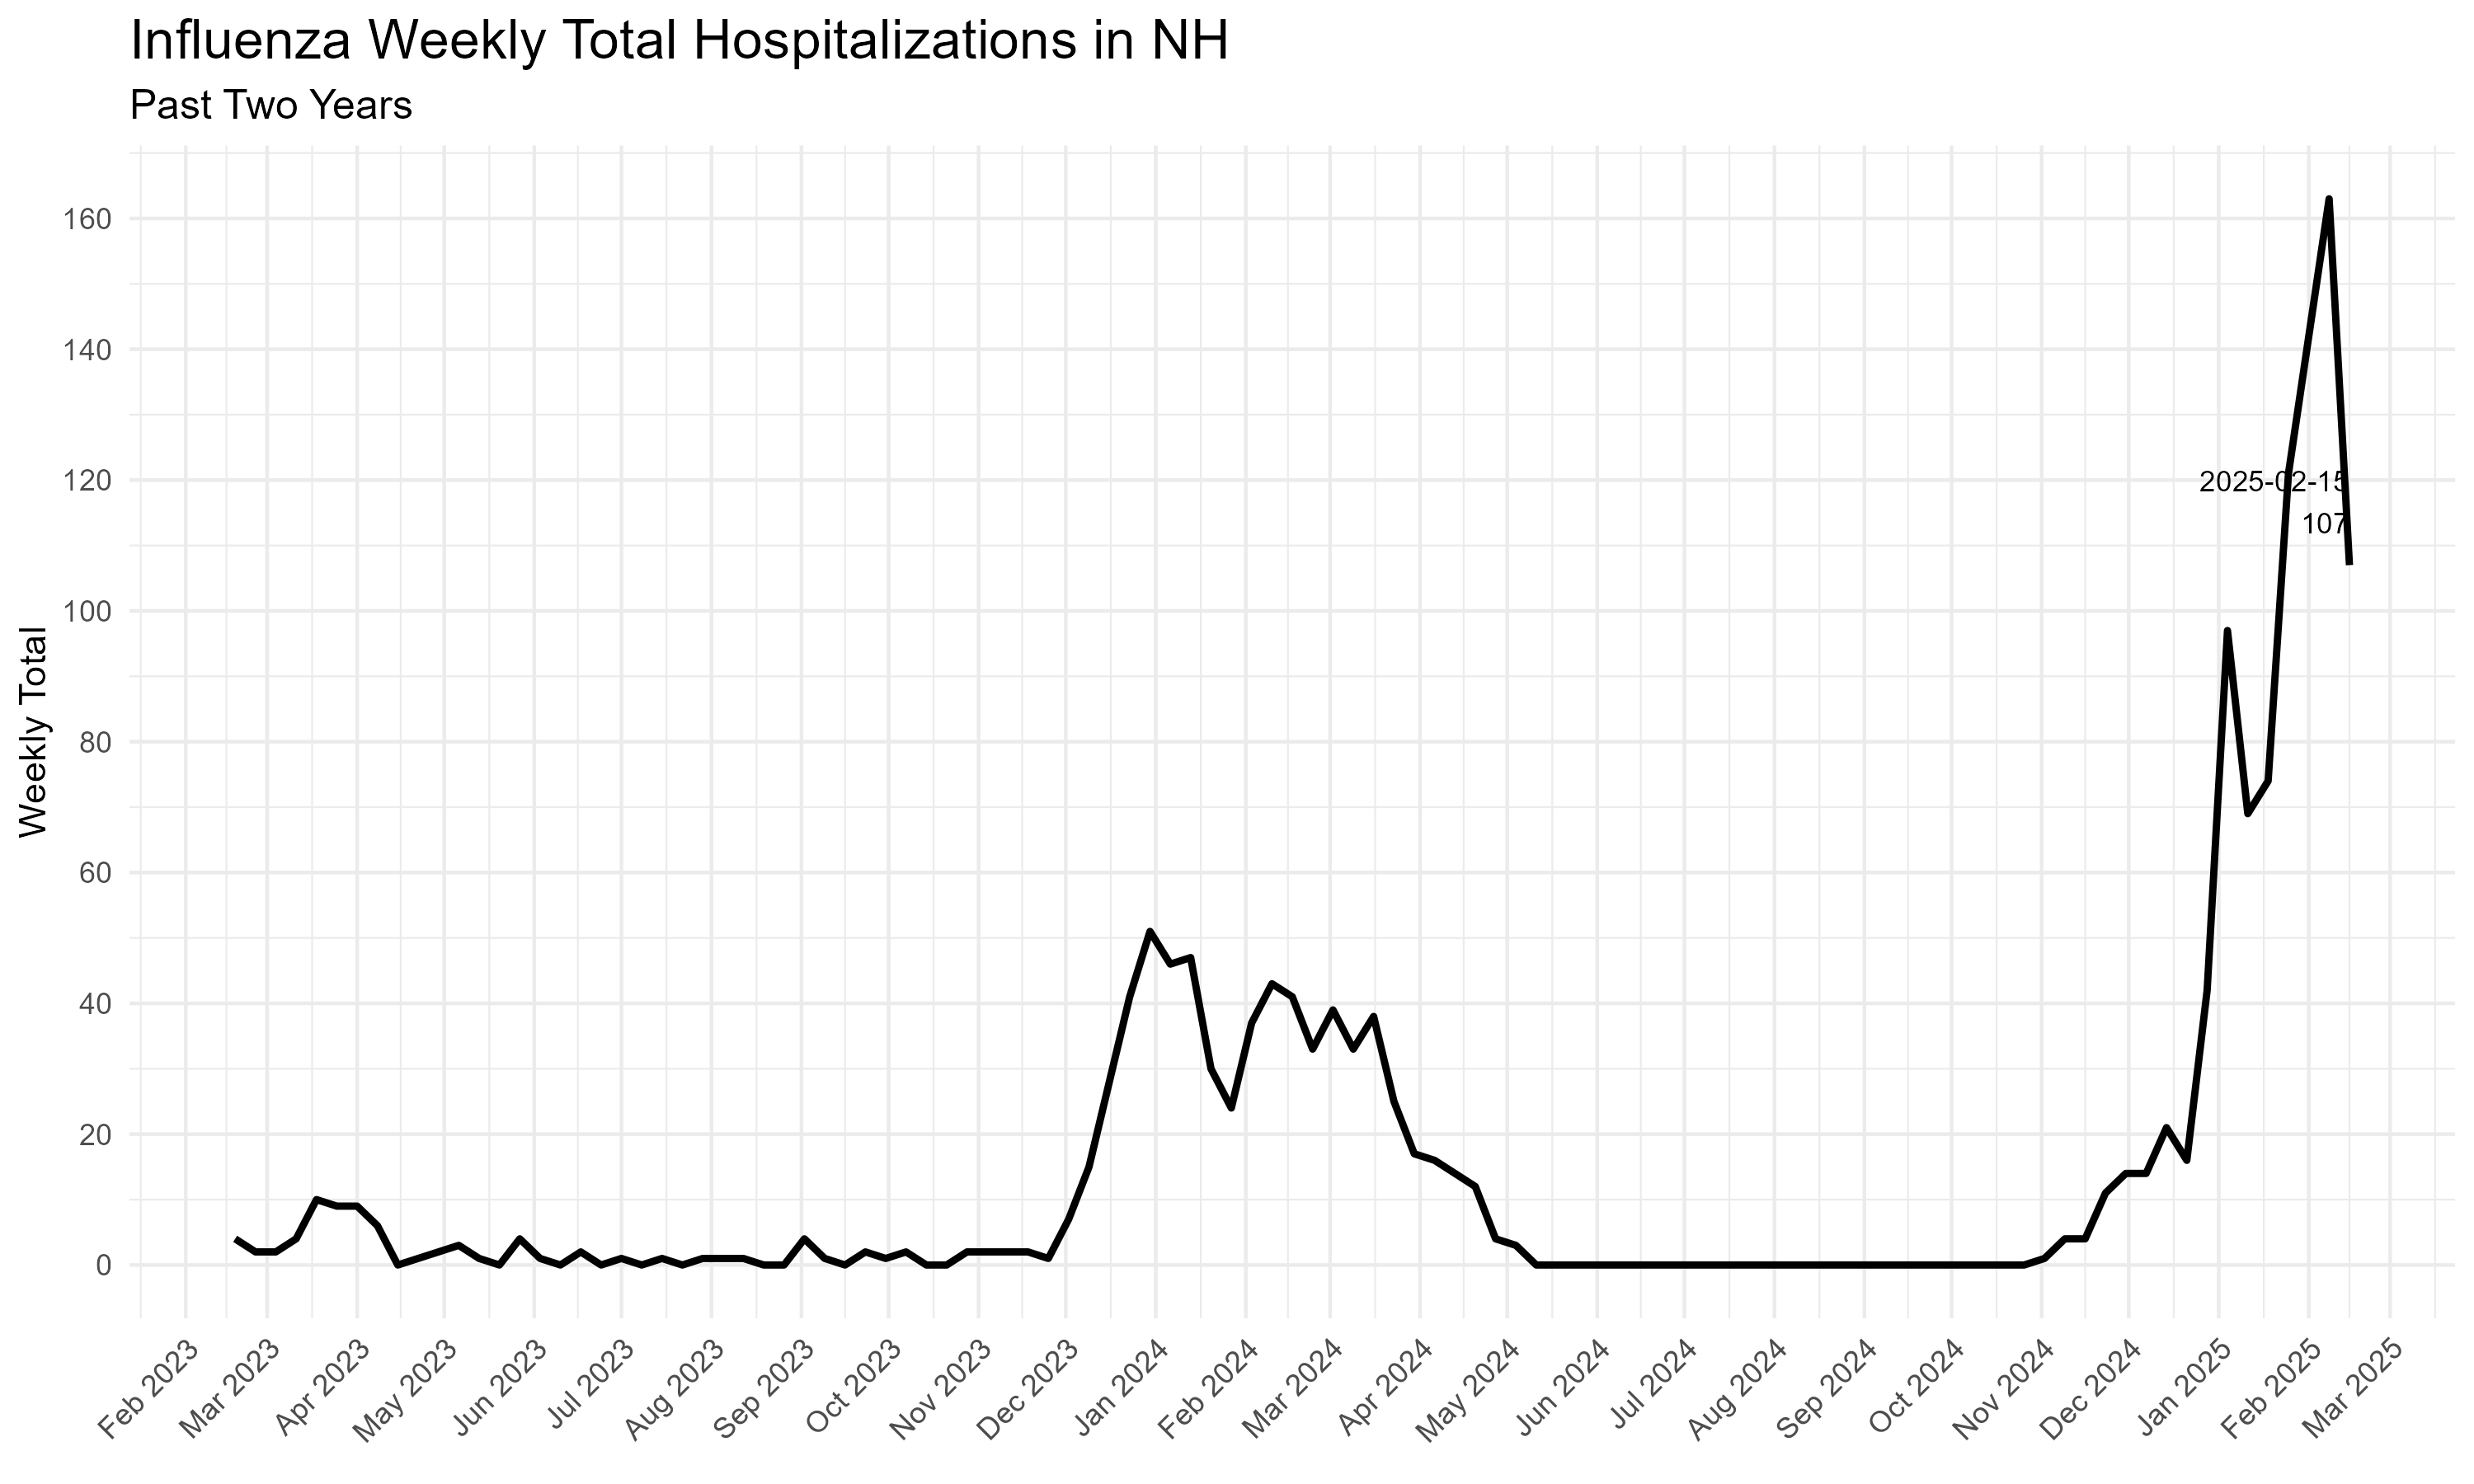 Influenza Weekly Total Hospitalizations in NH
Past Two Years
Weekly Total
160
140
120
100
80
60
40
20
0
2025-02-15
107
Feb 2023
Mar 2023
Apr 2023
May 2023
Jun 2023
Jul 2023
Aug 2023
Sep 2023
Oct 2023
Nov 2023
Dec 2023
Jan 2024
Feb 2024
Mar 2024
Apr 2024
May 2024
Jun 2024
Jul 2024
Aug 2024
Sep 2024
Oct 2024
Nov 2024
Dec 2024
Jan 2025
Feb 2025
Mar 2025